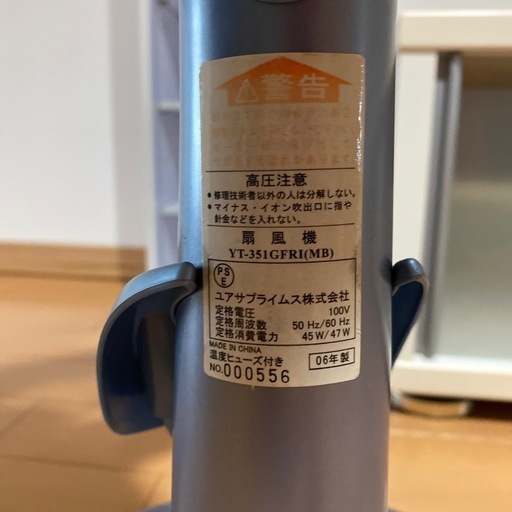 警告
高圧注意
●修理技術者以外の人は分解しない。
●マイナス・イオン吹出口に指や
針金などを入れない。
扇風機
YT-351GFRI(MB)
PS
E
ユアサプライムス株式会社
定格電圧 100V
定格周波数 50 Hz/60 Hz
定格消費電力 45W/47W
MADE IN CHINA
温度ヒューズ付き 06年製
NO.000556